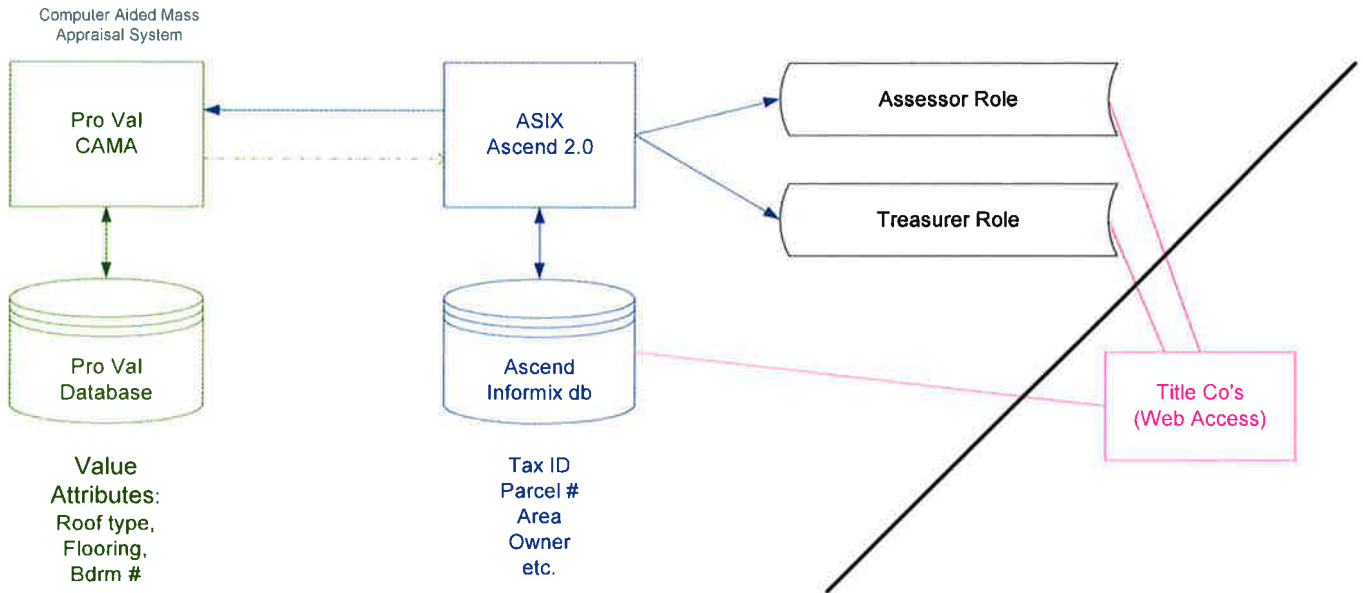 Computer Aided Mass
Appraisal System
Pro Val
CAMA
ASIX
Ascend 2.0
Assessor Role
Treasurer Role
Pro Val
Database
Ascend
Informix db
Title Co's
(Web Access)
Value
Attributes:
Roof type,
Flooring,
Bdrm #
Tax ID
Parcel #
Area
Owner
etc.